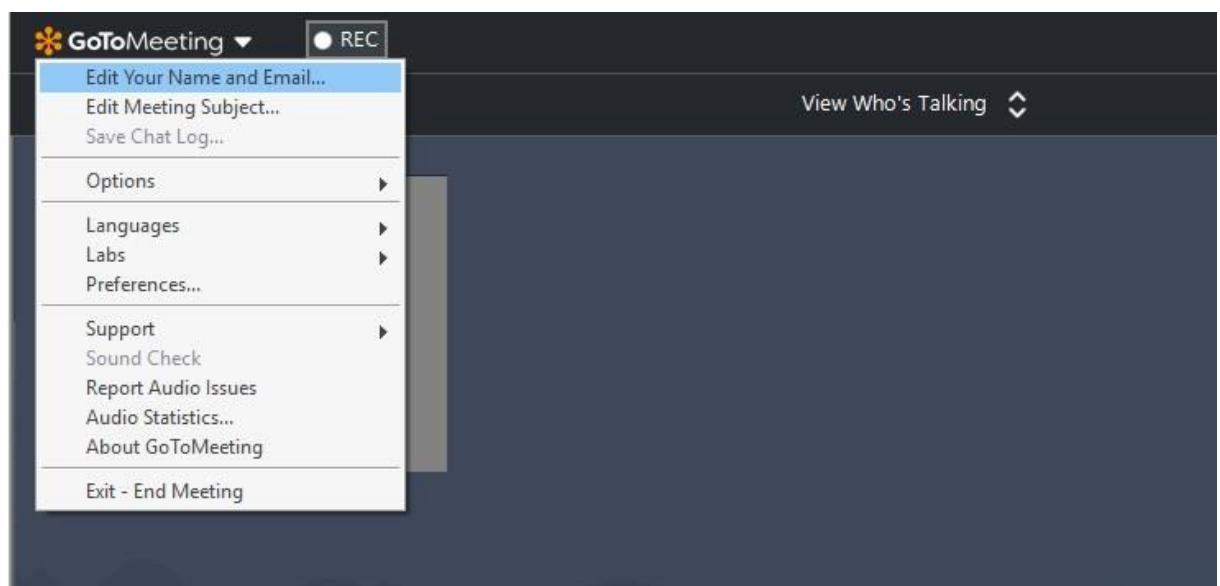 GoToMeeting
REC
View Who's Talking
Edit Your Name and Email...
Edit Meeting Subject...
Save Chat Log...
Options
Languages
Labs
Preferences...
Support
Sound Check
Report Audio Issues
Audio Statistics...
About GoToMeeting
Exit - End Meeting